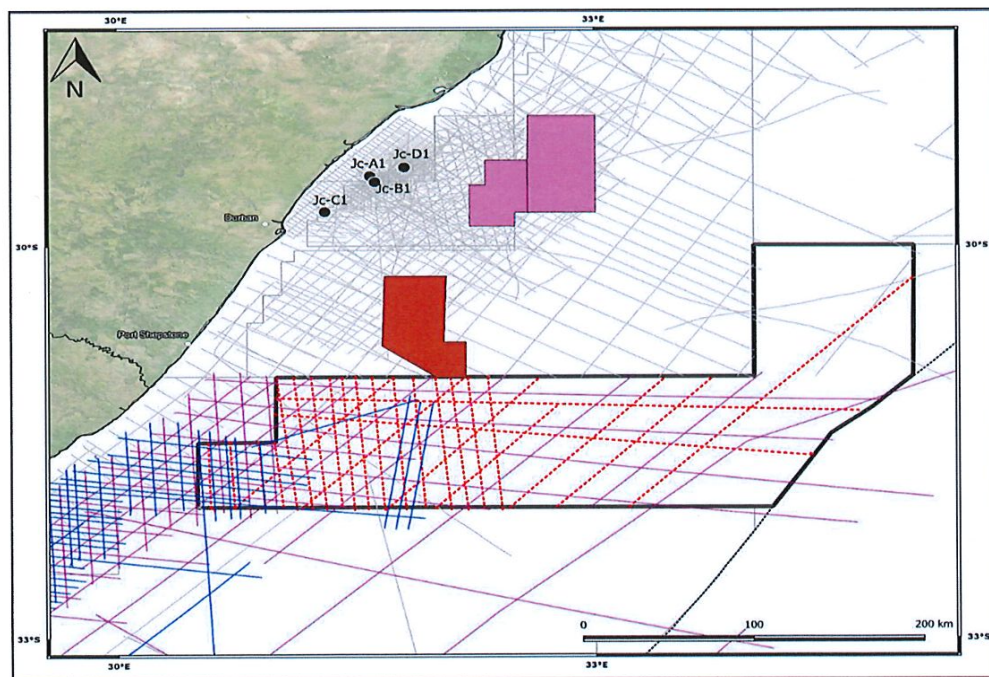 30°E 33°E
N
Jc-D1
Jc-A1
Jc-B1
Jc-C1
Durban
30°S 30°S
Port Shepstone
0 100 200 km
33°S 33°S
30°E 33°E